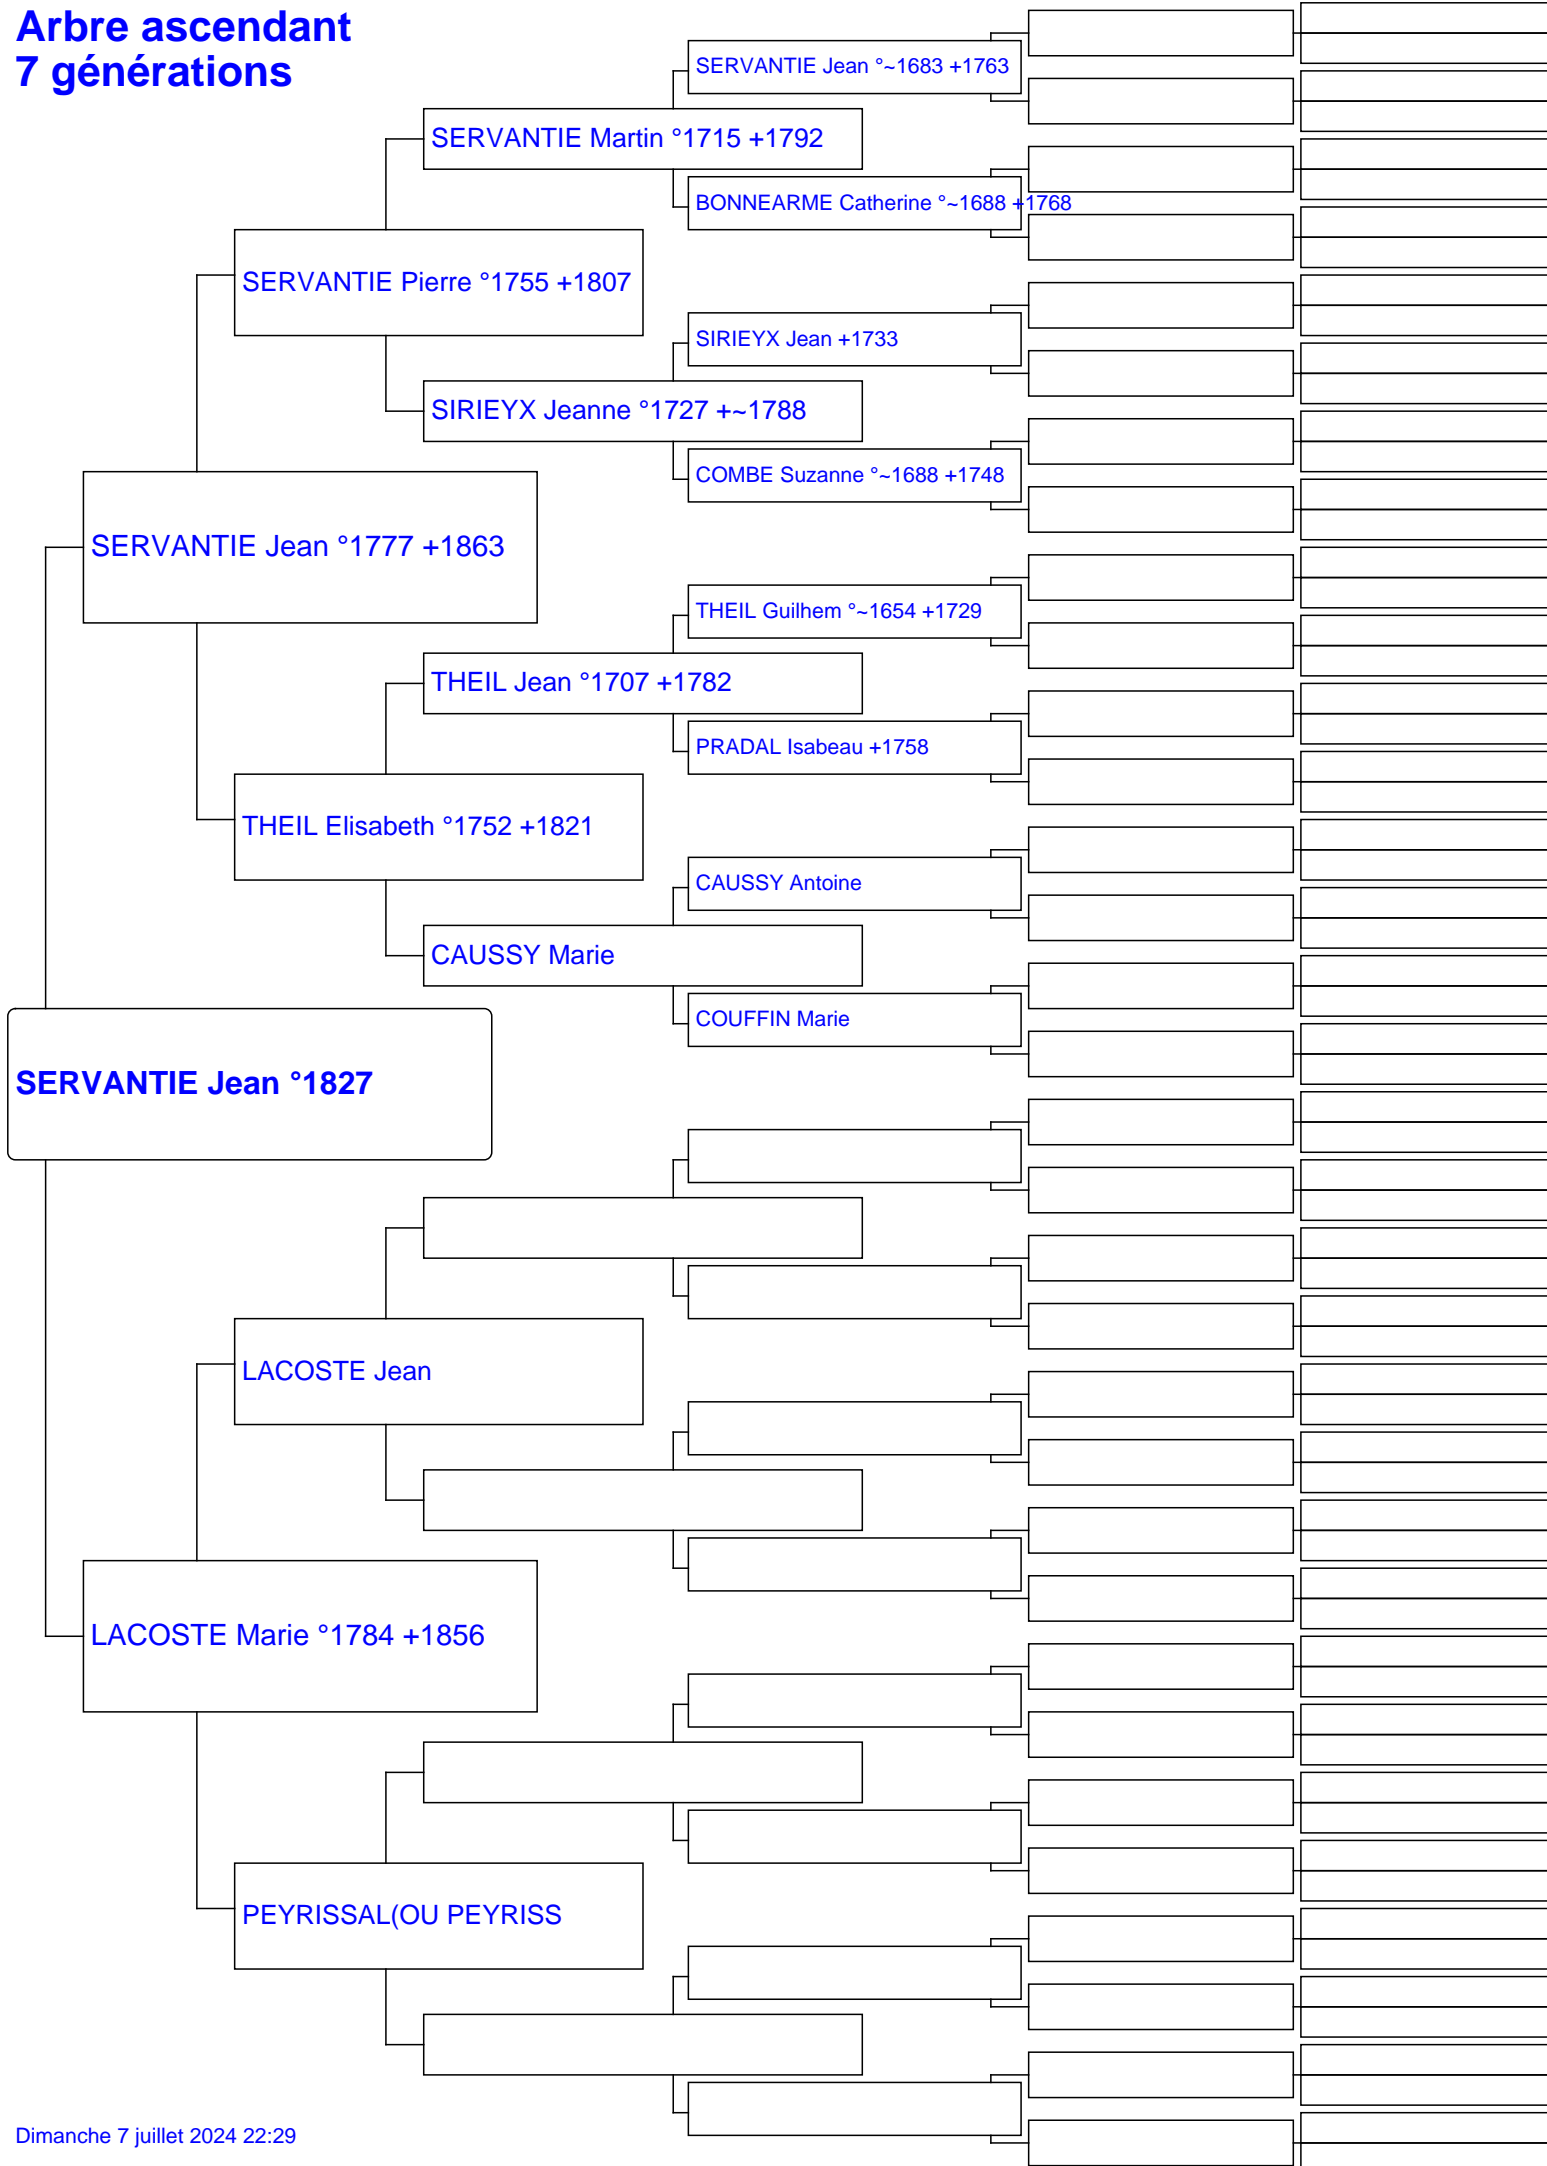 Arbre ascendant
7 générations
SERVANTIE Jean °~1683 +1763
SERVANTIE Martin °1715 +1792
BONNEARME Catherine °~1688 +1768
SERVANTIE Pierre °1755 +1807
SIRIEYX Jean +1733
SIRIEYX Jeanne °1727 +~1788
COMBE Suzanne °~1688 +1748
SERVANTIE Jean °1777 +1863
THEIL Guilhem °~1654 +1729
THEIL Jean °1707 +1782
PRADAL Isabeau +1758
THEIL Elisabeth °1752 +1821
CAUSSY Antoine
CAUSSY Marie
COUFFIN Marie
SERVANTIE Jean °1827
LACOSTE Jean
LACOSTE Marie °1784 +1856
PEYRISSAL(OU PEYRISS
Dimanche 7 juillet 2024 22:29